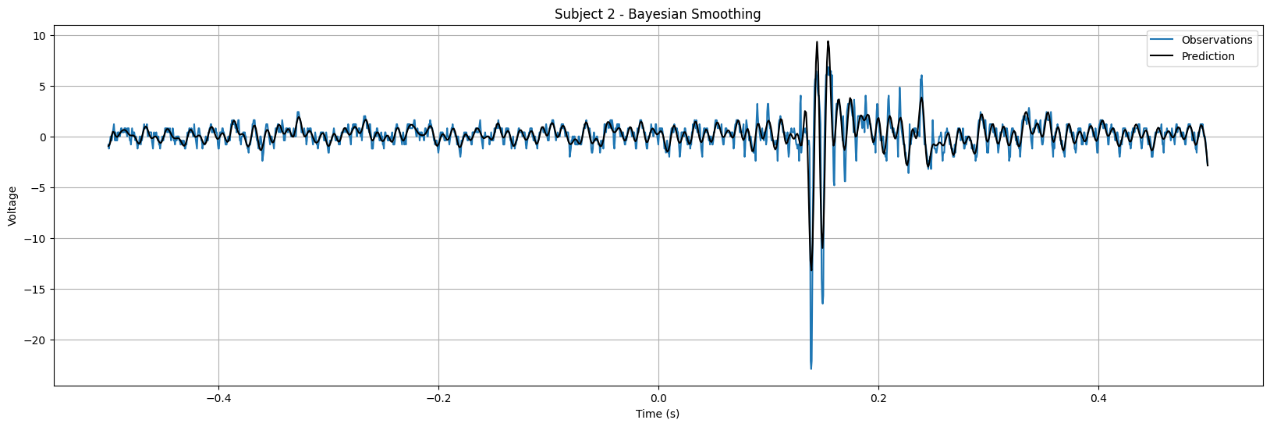 Subject 2 - Bayesian Smoothing
Observations
Prediction
10
5
0
−5
−10
−15
−20
Voltage
−0.4
−0.2
0.0
0.2
0.4
Time (s)